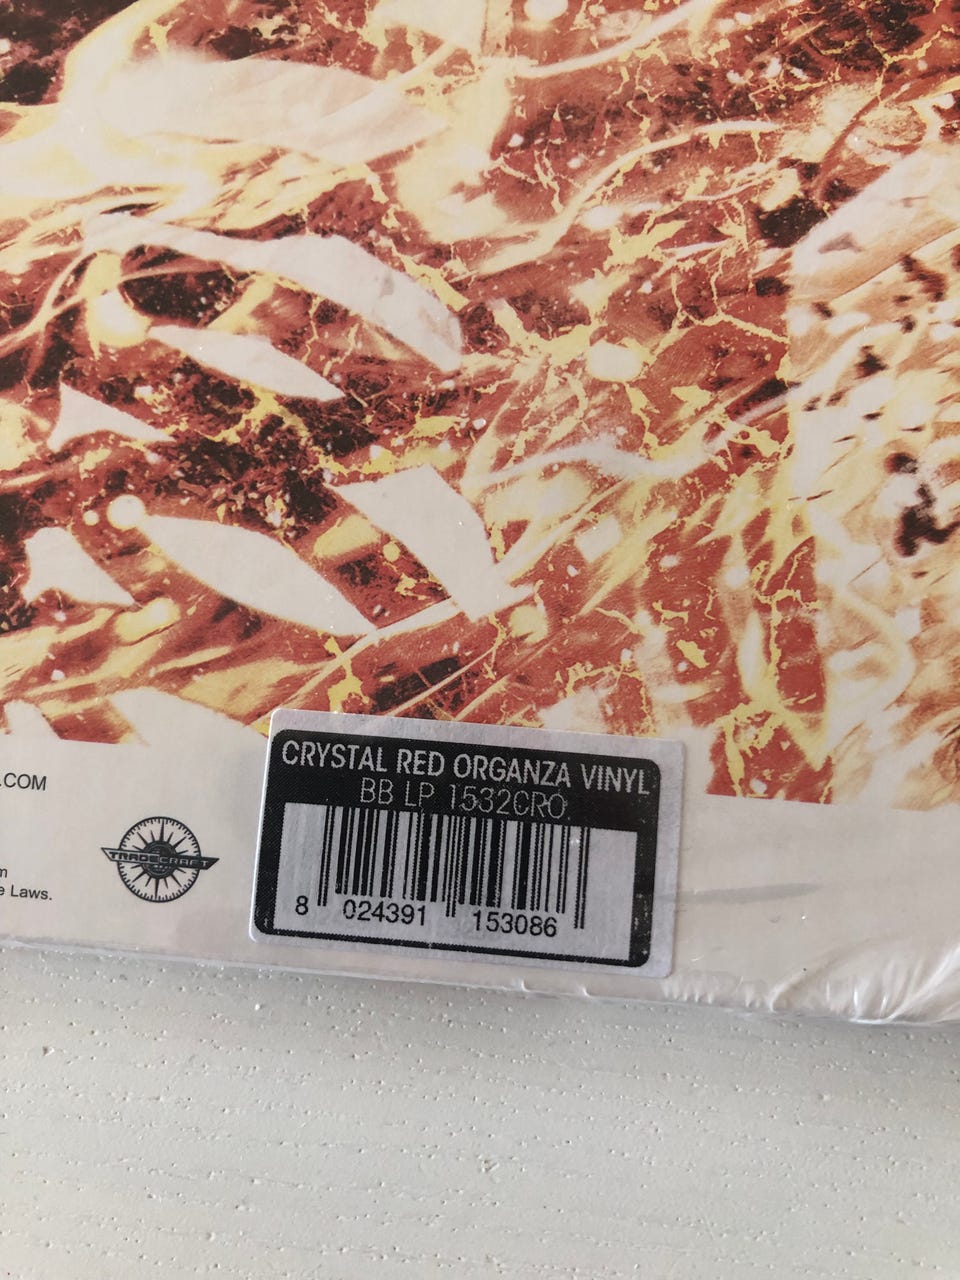 .COM
m
e Laws.
TRADECRAFT
CRYSTAL RED ORGANZA VINYL
BB LP 1532CRO
8 024391 153086